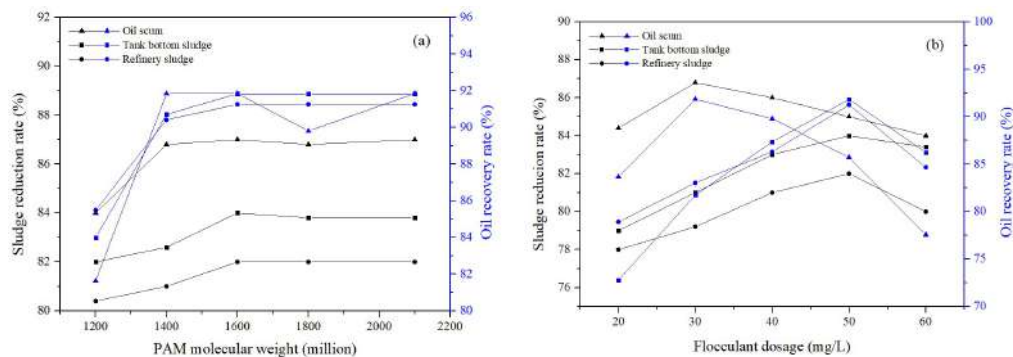 92
90
88
86
84
82
80
Sludge reduction rate (%)
Oil scum
Tank bottom sludge
Refinery sludge
(a)
96
94
92
90
88
86
84
82
80
Oil recovery rate (%)
1200 1400 1600 1800 2000 2200
PAM molecular weight (million)
90
88
86
84
82
80
78
76
Sludge reducion rate (%)
Oil scum
Tank bottom sludge
Refinery sludge
(b)
100
95
90
85
80
75
70
Oil recovery rate (%)
20 30 40 50 60
Flocculant dosage (mg/L)